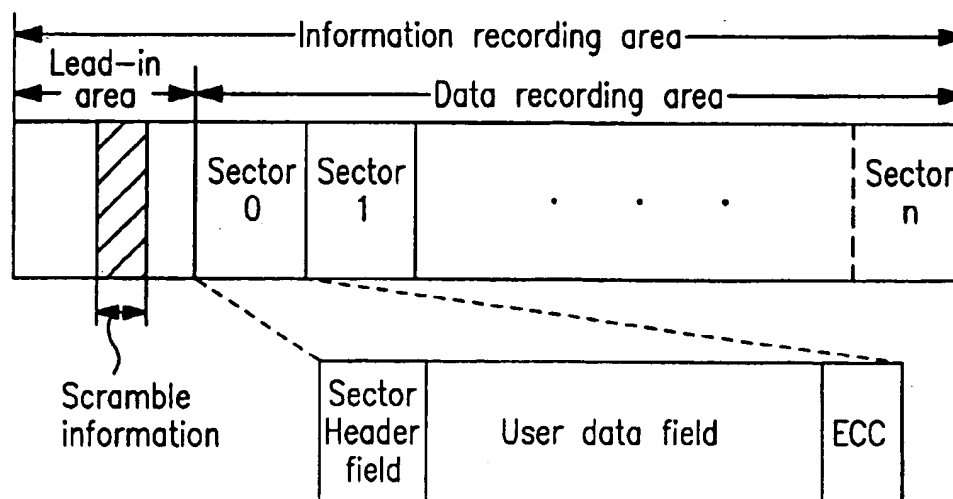 Information recording area
Lead-in
area
Data recording area
Sector
0
Sector
1
. . .
Sector
n
Scramble
information
Sector
Header
field
User data field
ECC